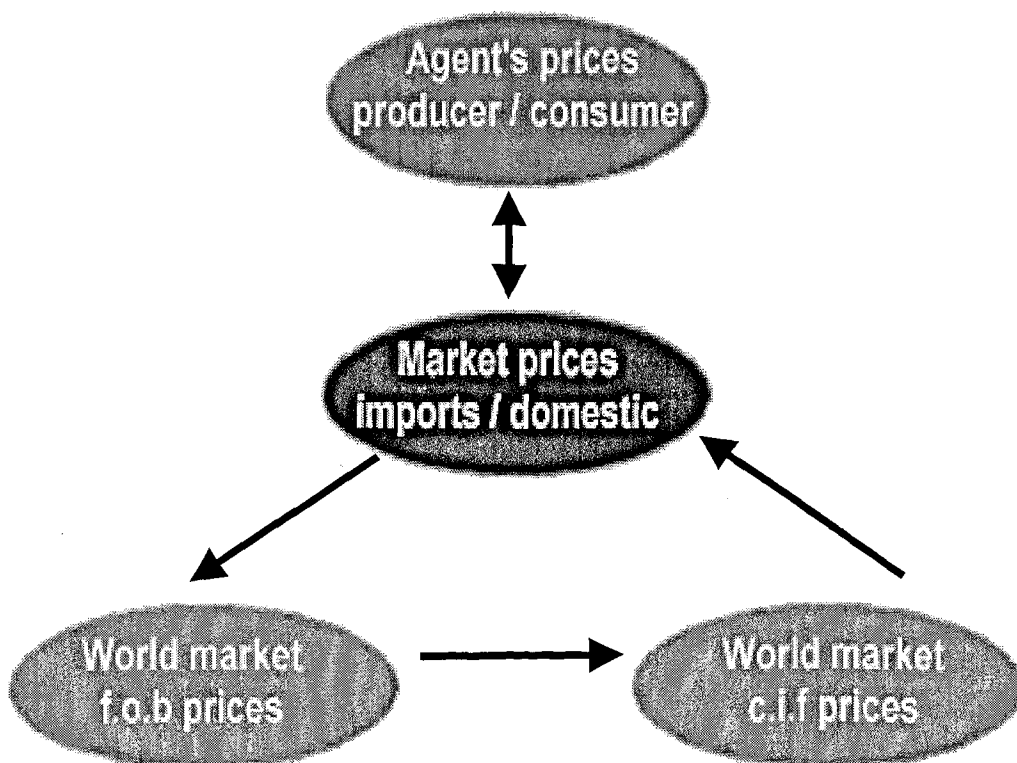 Agent's prices
producer / consumer
Market prices
imports / domestic
World market
f.o.b prices
World market
c.i.f prices